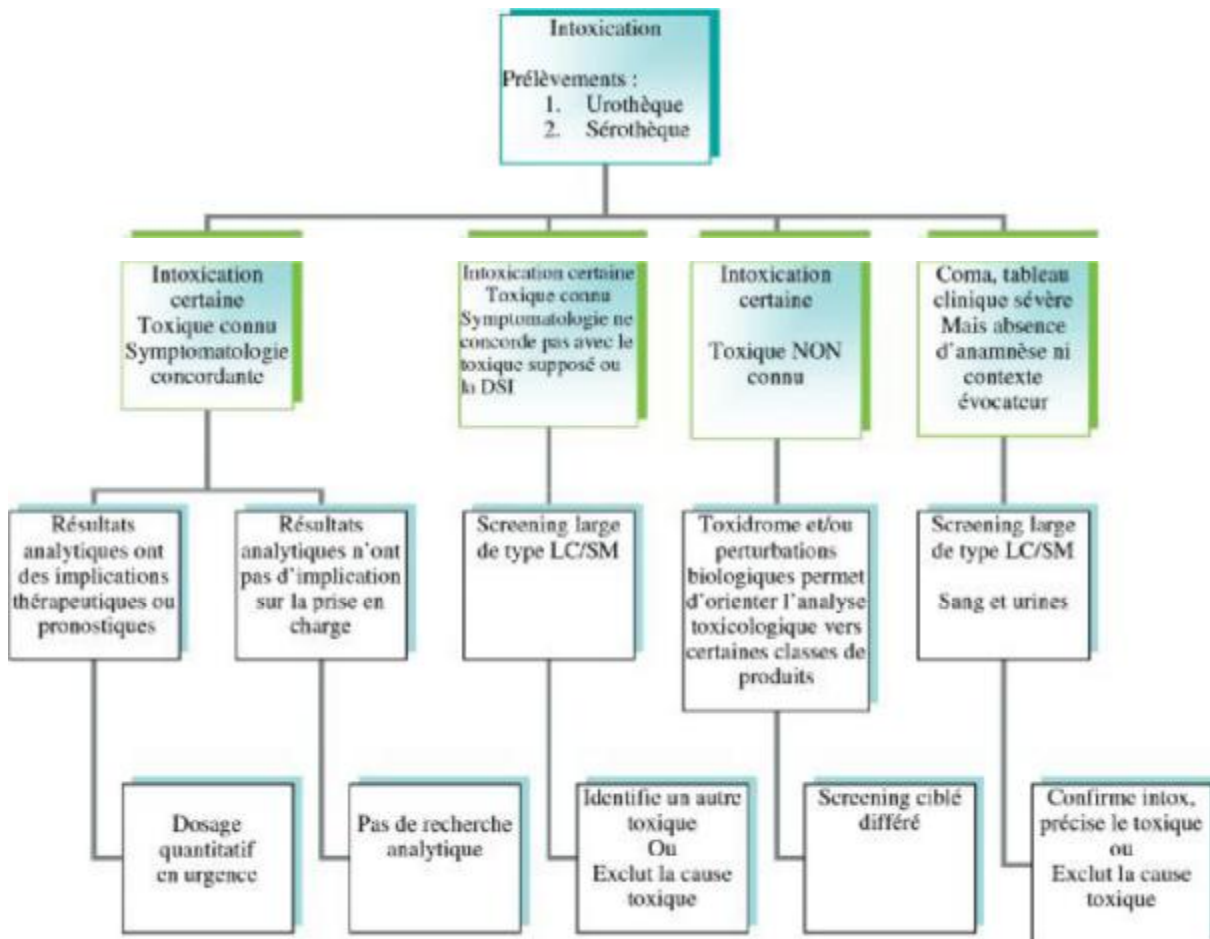 Intoxication
Prélèvements :
1. Urothèque
2. Sérothèque
Intoxication
certaine
Toxique connu
Symptomatologie
concordante
Intoxication certaine
Toxique connu
Symptomatologie ne
concorde pas avec le
toxique supposé ou
la DSI
Intoxication
certaine
Toxique NON
connu
Coma, tableau
clinique sévère
Mais absence
d'anamnèse ni
contexte
évocateur
Résultats
analytiques ont
des implications
thérapeutiques ou
pronostiques
Résultats
analytiques n'ont
pas d'implication
sur la prise en
charge
Screening large
de type LC/SM
Toxidrome et/ou
perturbations
biologiques permet
d'orienter l'analyse
toxicologique vers
certaines classes de
produits
Screening large
de type LC/SM
Sang et urines
Dosage
quantitatif
en urgence
Pas de recherche
analytique
Identifie un autre
toxique
Ou
Exclut la cause
toxique
Screening ciblé
différé
Confirme intox,
précise le toxique
ou
Exclut la cause
toxique